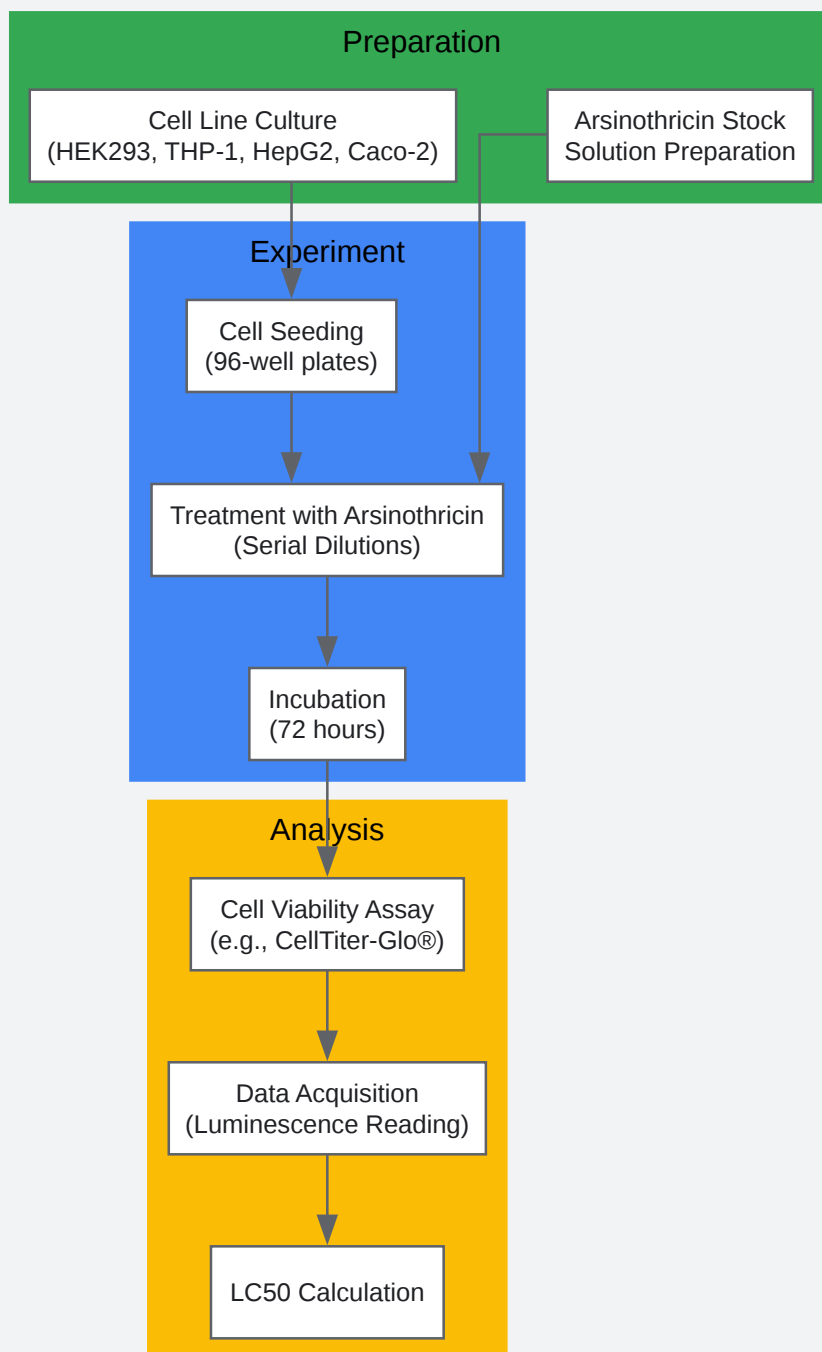 Preparation
Cell Line Culture
(HEK293, THP-1, HepG2, Caco-2)
Arsinothricin Stock
Solution Preparation
Experiment
Cell Seeding
(96-well plates)
Treatment with Arsinothricin
(Serial Dilutions)
Incubation
(72 hours)
Analysis
Cell Viability Assay
(e.g., CellTiter-Glo®)
Data Acquisition
(Luminescence Reading)
LC50 Calculation